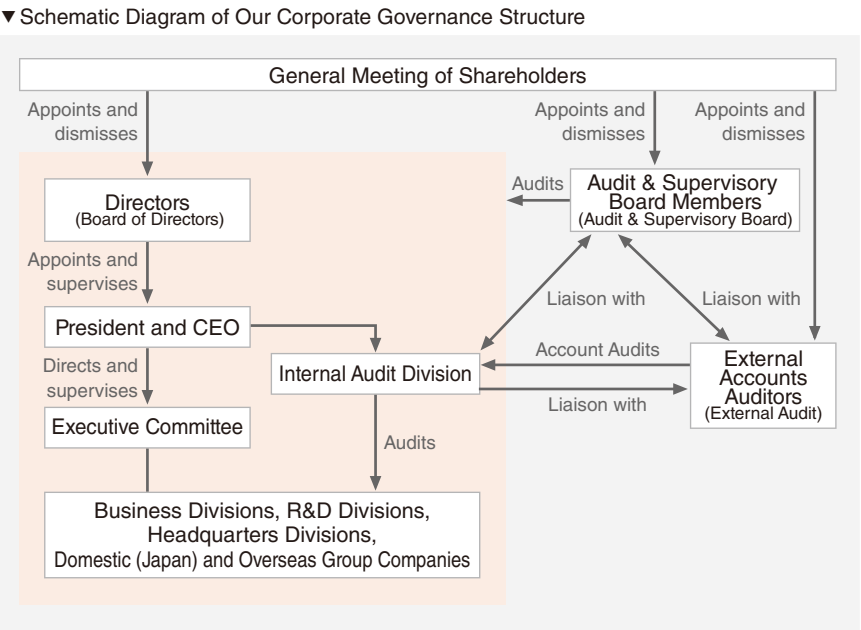 ▼Schematic Diagram of Our Corporate Governance Structure
General Meeting of Shareholders
Appoints and
dismisses
Appoints and
dismisses
Appoints and
dismisses
Directors
(Board of Directors)
Audits
Audit & Supervisory
Board Members
(Audit & Supervisory Board)
Appoints and
supervises
Liaison with
Liaison with
President and CEO
Directs and
supervises
Internal Audit Division
Account Audits
Liaison with
External
Accounts
Auditors
(External Audit)
Executive Committee
Audits
Business Divisions, R&D Divisions,
Headquarters Divisions,
Domestic (Japan) and Overseas Group Companies